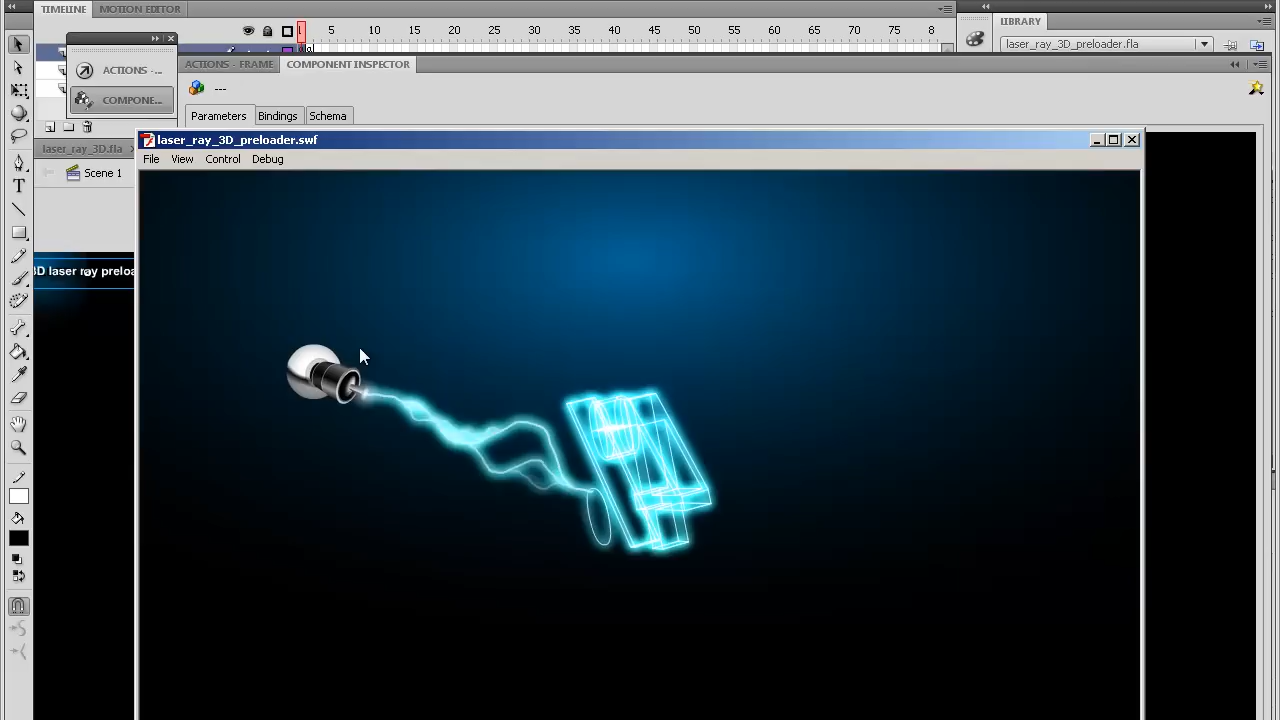 TIMELINE MOTION EDITOR
5 10 15 20 25 30 35 40 45 50 55 60 65 70 75 8
LIBRARY
laser_ray_3D_preloader.fla
ACTIONS -...
COMPONE...
ACTIONS - FRAME COMPONENT INSPECTOR
---
Parameters Bindings Schema
laser_ray_3D_preloader.swf
File View Control Debug
laser_ray_3D.fla
Scene 1
3D laser ray preloa
T